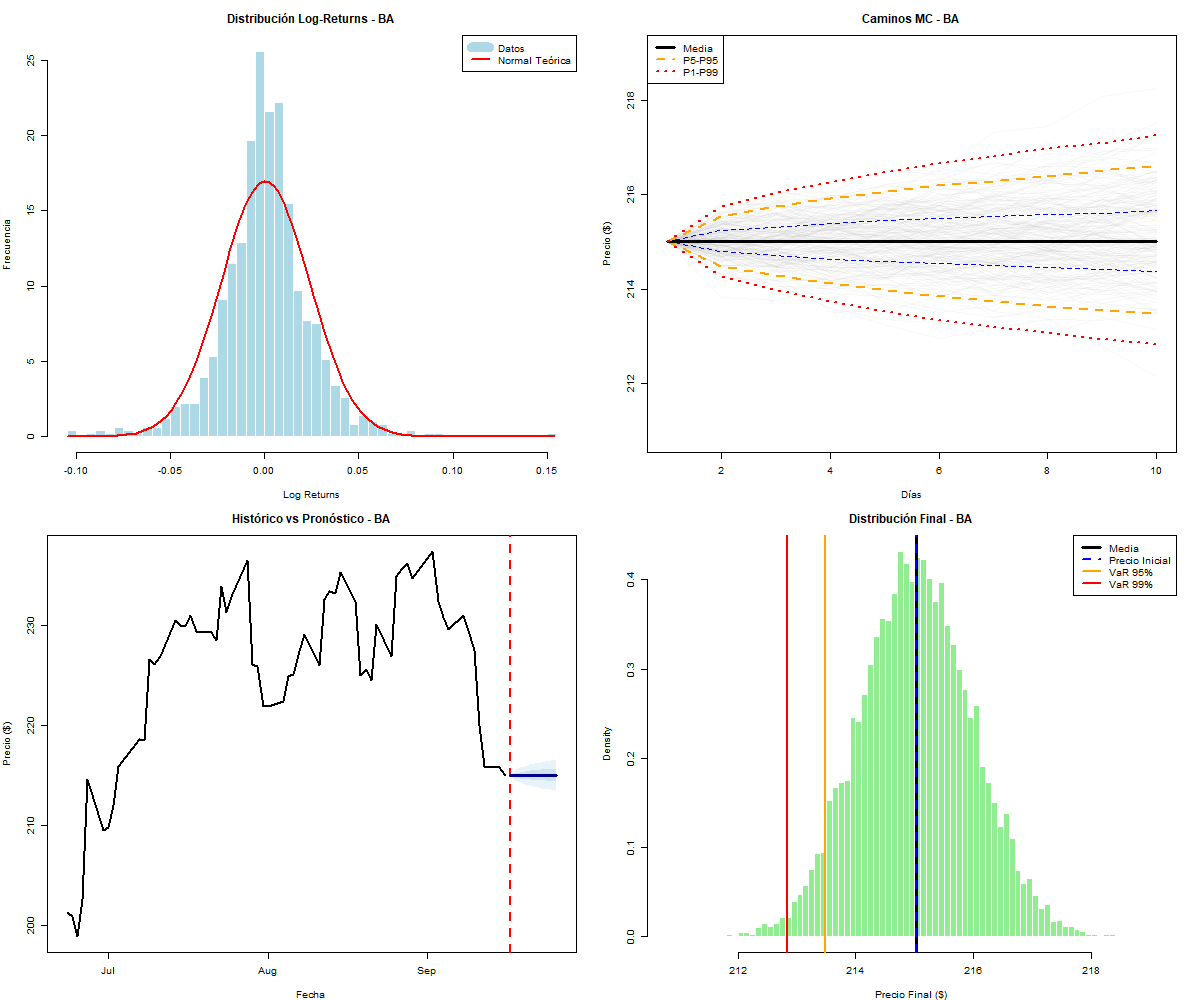 Distribución Log-Returns - BA
Datos
Normal Teórica
Frecuencia
25
20
15
10
5
0
-0.10
-0.05
0.00
0.05
0.10
0.15
Log Returns
Caminos MC - BA
Media
P5-P95
P1-P99
Precio ($)
218
216
214
212
2
4
6
8
10
Días
Histórico vs Pronóstico - BA
Precio ($)
230
220
210
200
Jul
Aug
Sep
Fecha
Distribución Final - BA
Media
Precio Inicial
VaR 95%
VaR 99%
Density
0.4
0.3
0.2
0.1
0.0
212
214
216
218
Precio Final ($)